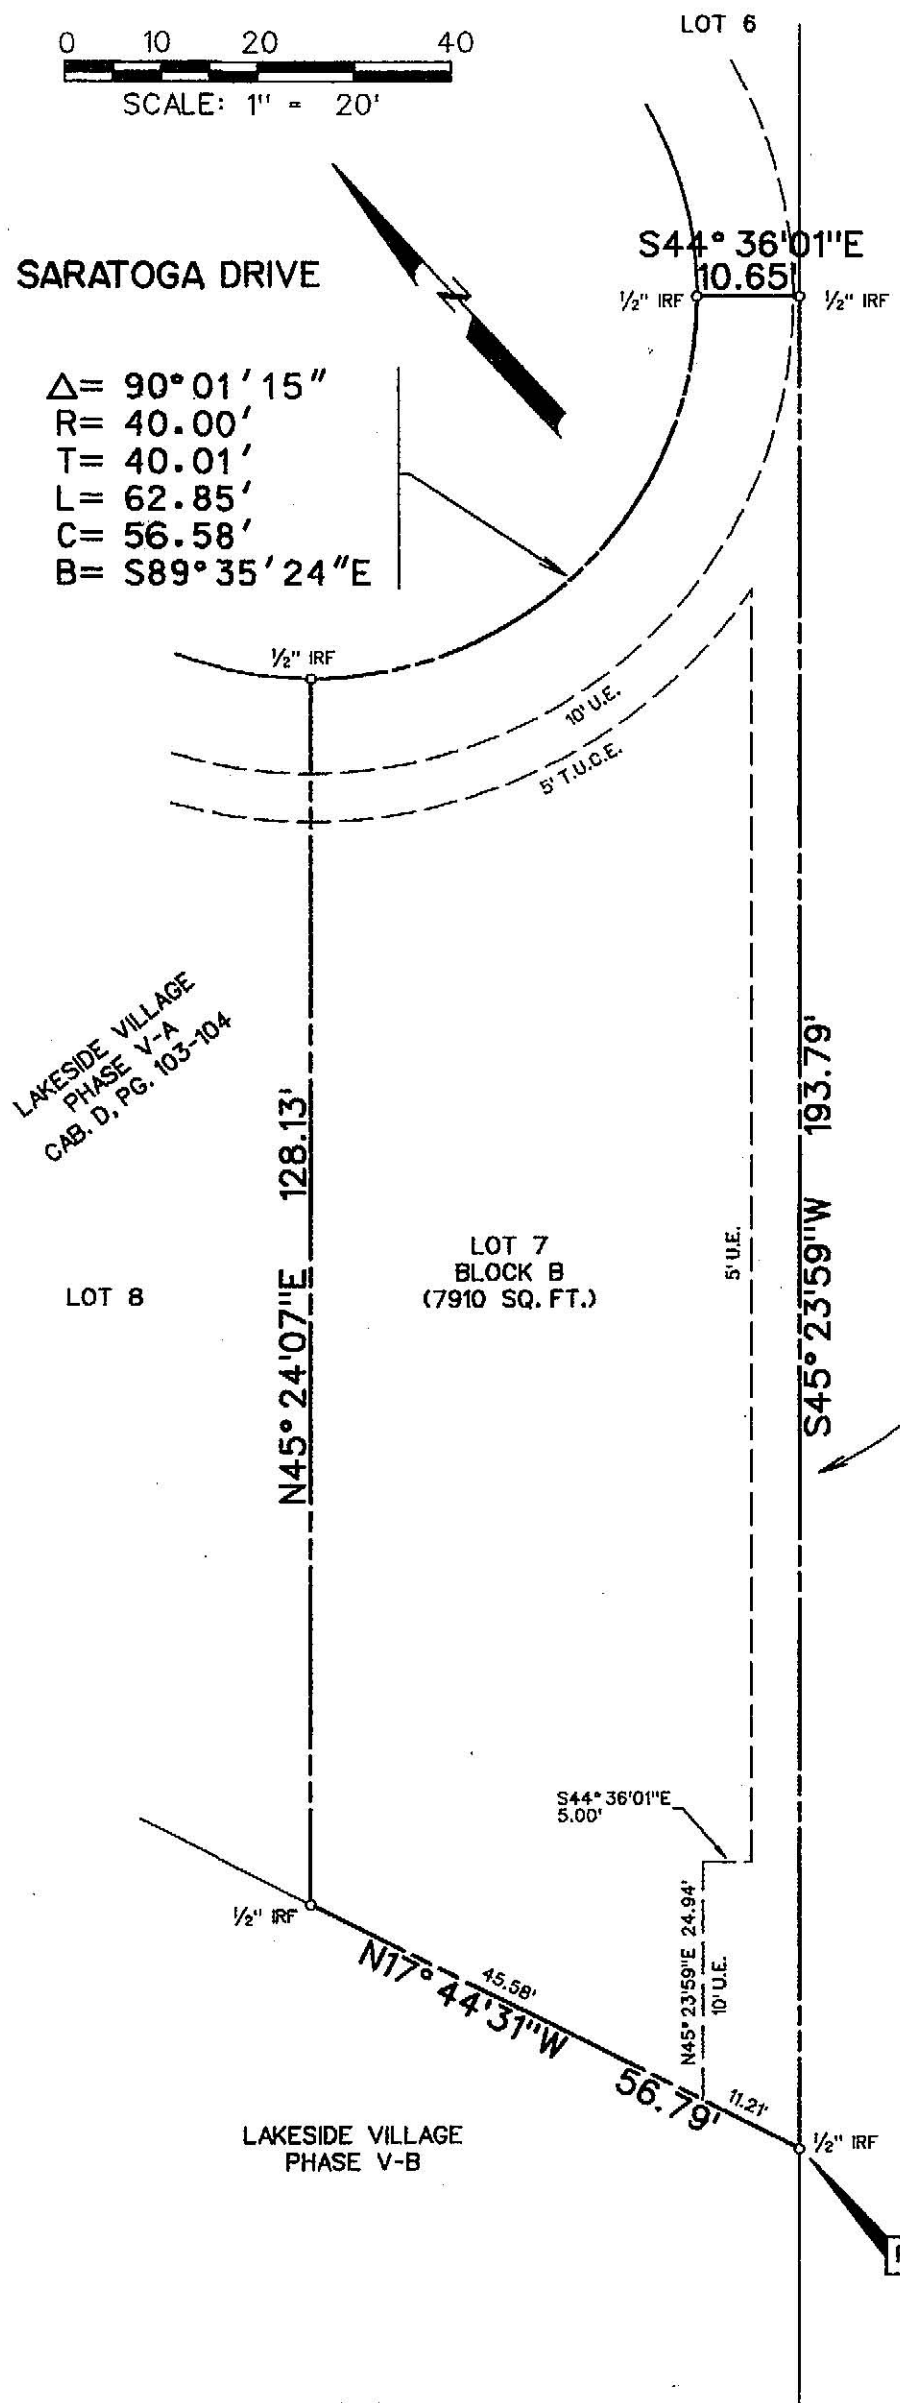 LOT 6
0 10 20 40
SCALE: 1" = 20'
S44° 36'01"E
10.65'
SARATOGA DRIVE
1/2" IRF
1/2" IRF
N
Δ= 90°01'15"
R= 40.00'
T= 40.01'
L= 62.85'
C= 56.58'
B= S89°35'24"E
1/2" IRF
10' U.E.
5' T.U.C.E.
LAKESIDE VILLAGE
PHASE V-A
CAB. D, PG. 103-104
N45° 24'07"E 128.13'
S45° 23'59"W 193.79'
5' U.E.
LOT 7
BLOCK B
(7910 SQ. FT.)
LOT 8
S44° 36'01"E
5.00'
1/2" IRF
N45° 23'59"E 24.94'
10' U.E.
45.58'
N17° 44'31"W 56.79'
11.21'
1/2" IRF
LAKESIDE VILLAGE
PHASE V-B